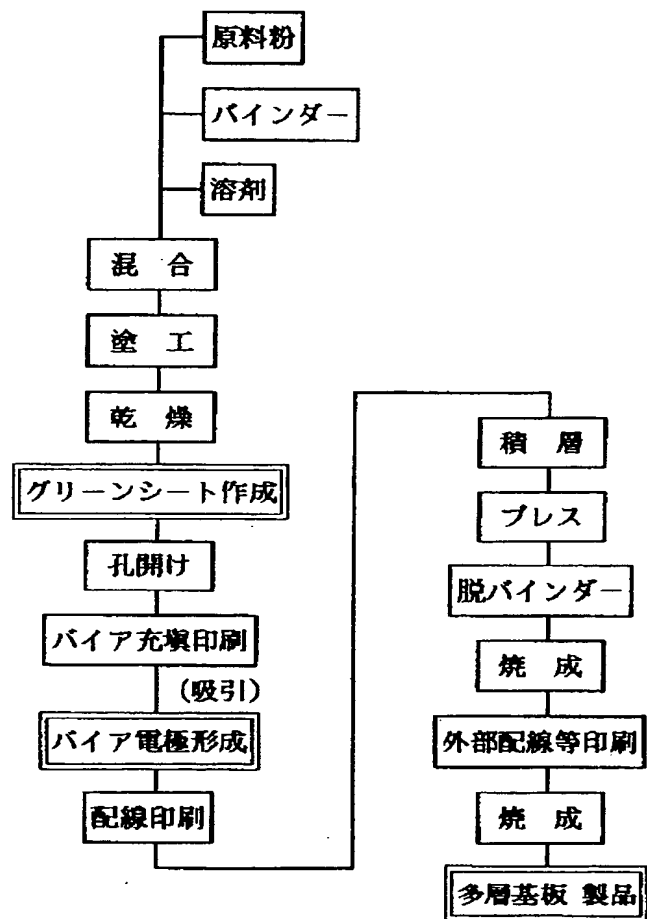 原料粉
バインダー
溶剤
混 合
塗 工
乾 燥
グリーンシート作成
孔開け
バイア充塡印刷
(吸引)
バイア電極形成
配線印刷
積 層
プレス
脱バインダー
焼 成
外部配線等印刷
焼 成
多層基板 製品